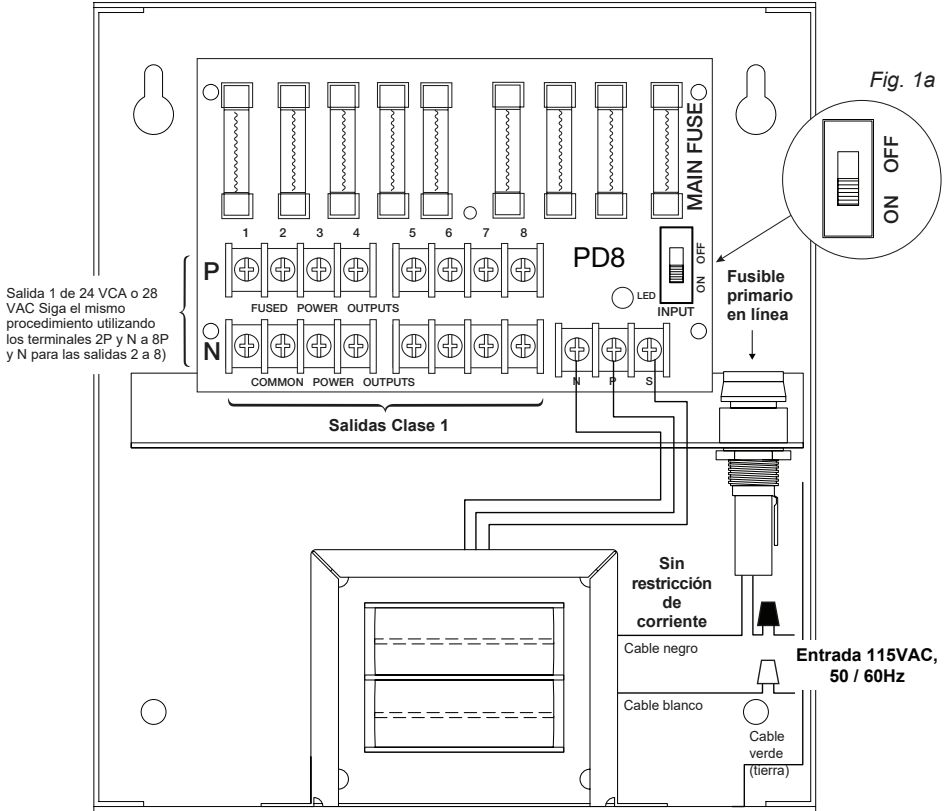 Fig. 1a
OFF
ON
MAIN FUSE
1 2 3 4 5 6 7 8
P
PD8
OFF
ON
LED
INPUT
FUSED POWER OUTPUTS
N
N P S
COMMON POWER OUTPUTS
Salidas Clase 1
Salida 1 de 24 VCA o 28
VAC Siga el mismo
procedimiento utilizando
los terminales 2P y N a 8P
y N para las salidas 2 a 8)
Fusible
primario
en línea
Sin
restricción
de
corriente
Cable negro
Entrada 115VAC,
50 / 60Hz
Cable blanco
Cable
verde
(tierra)